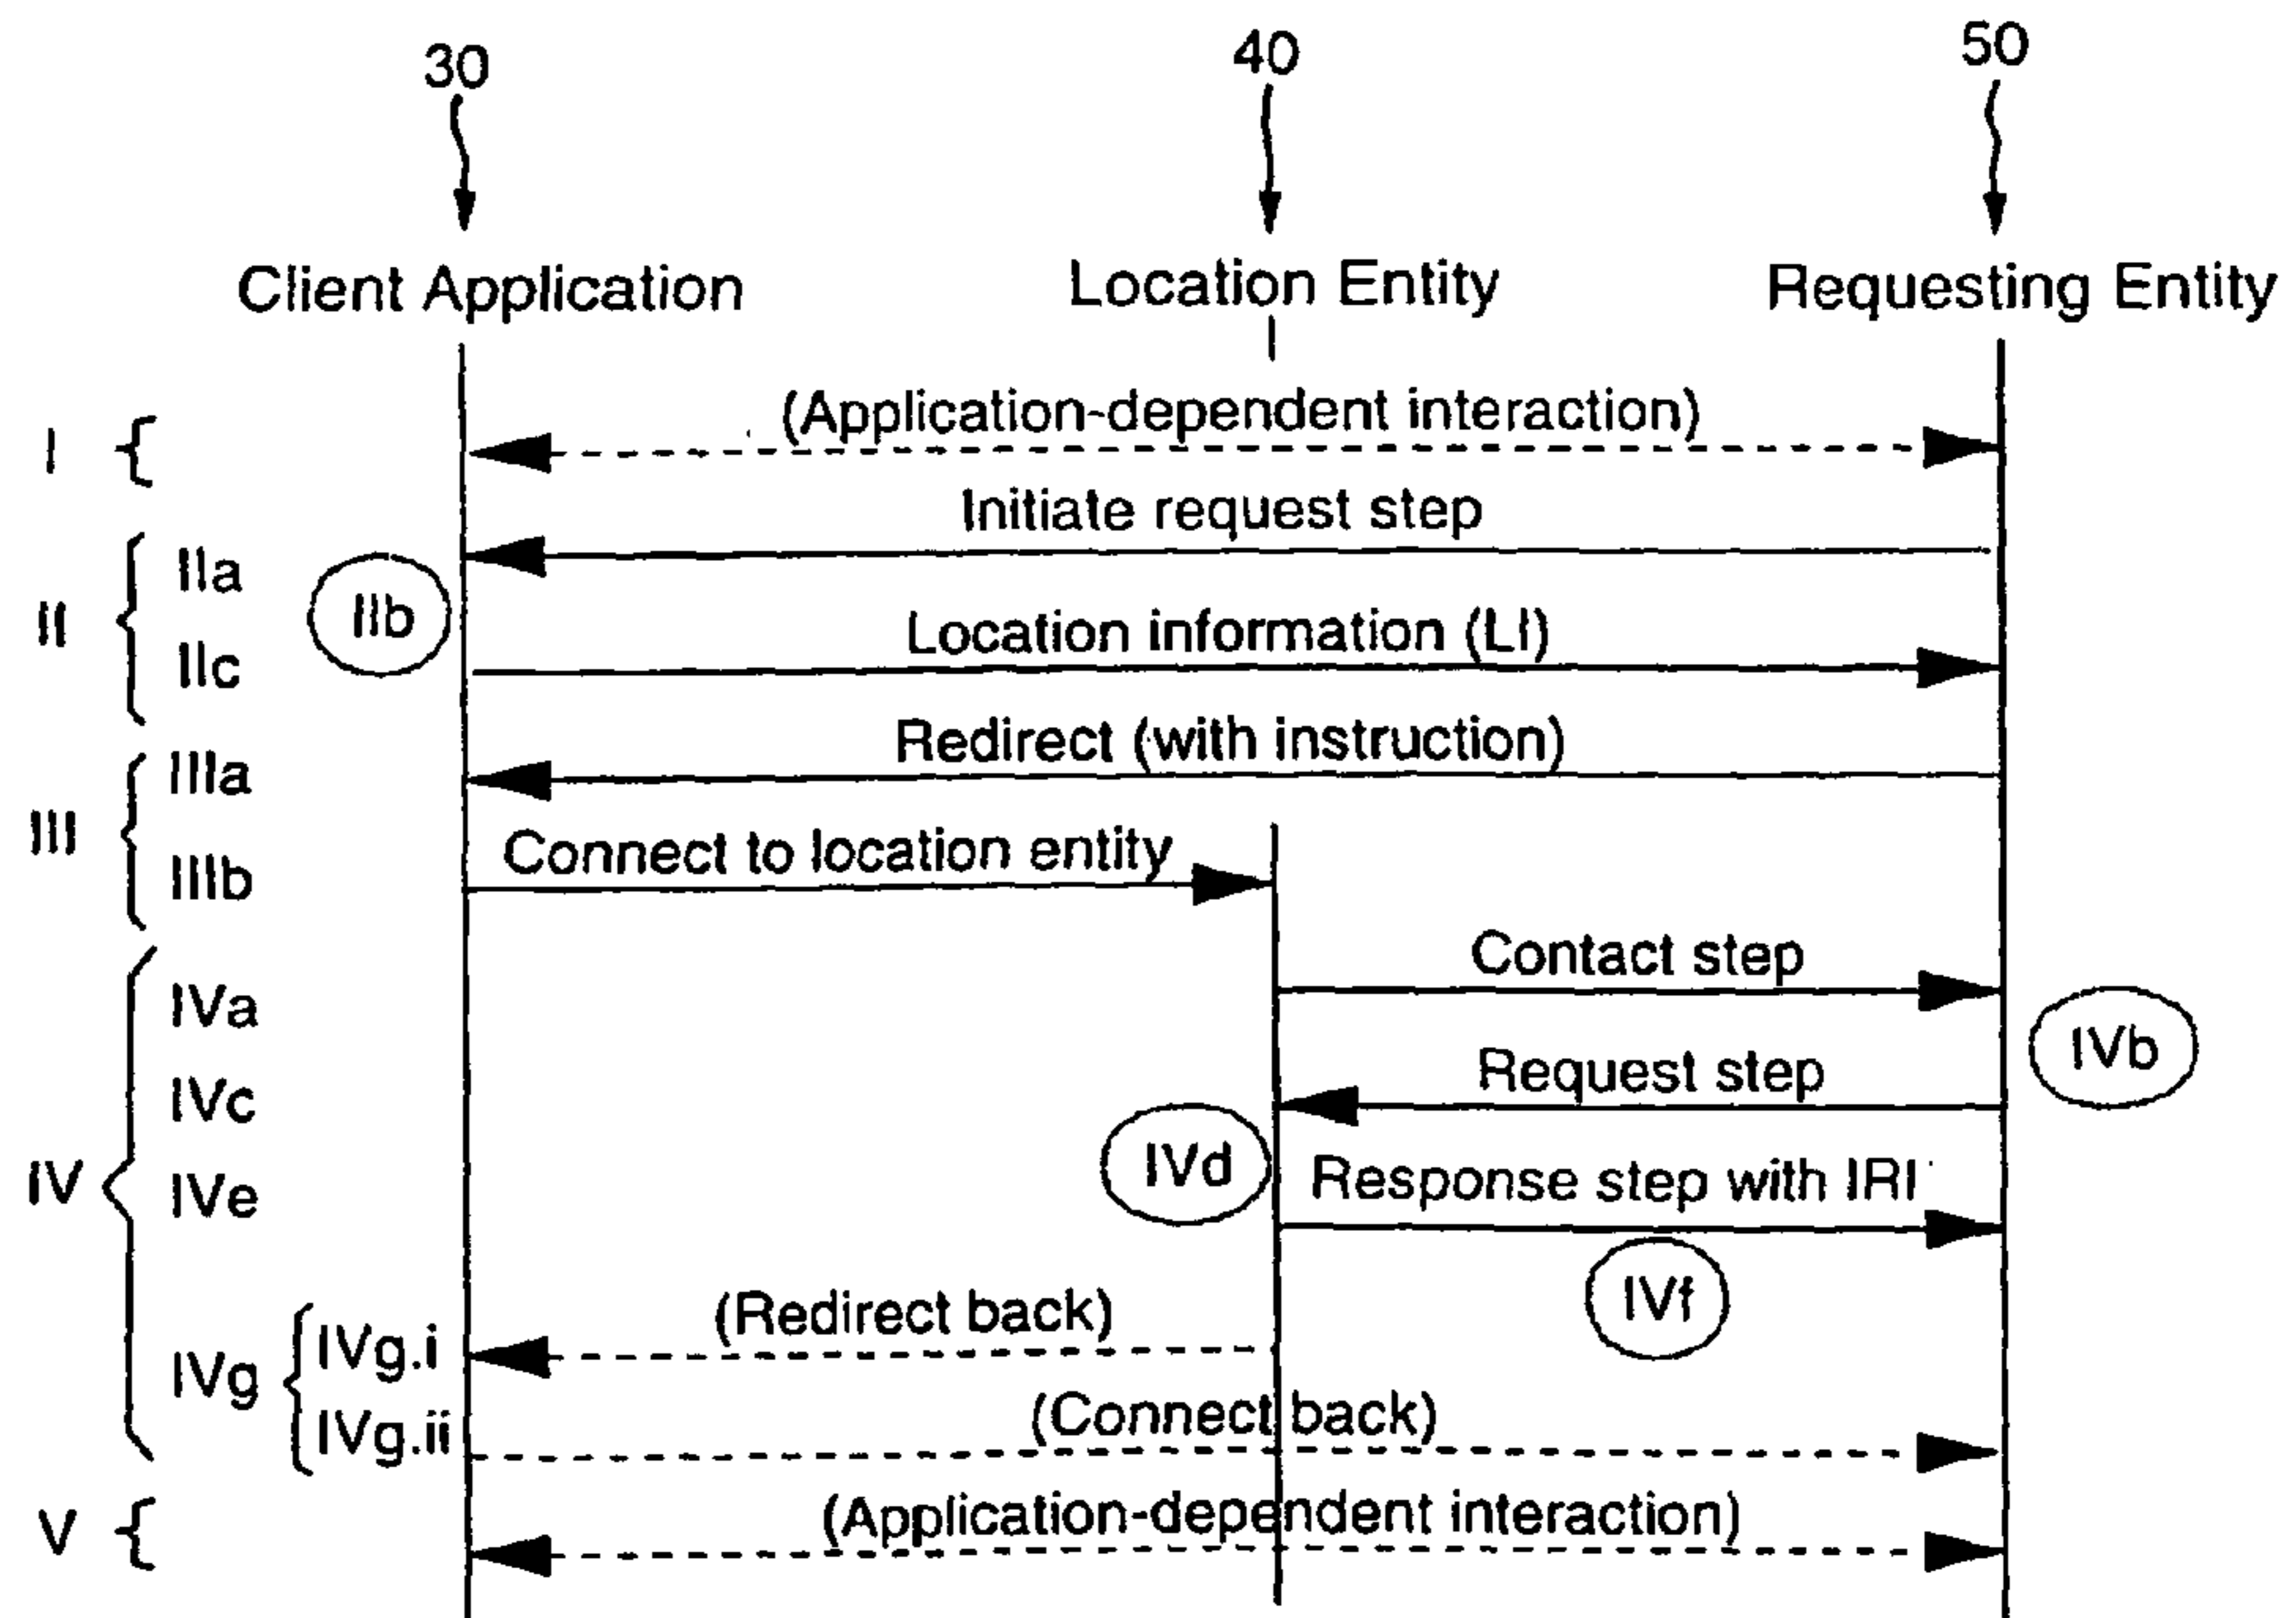 30 40 50
Client Application Location Entity Requesting Entity
I (Application-dependent interaction)
Initiate request step
II IIa
IIb
Location information (LI)
IIc
Redirect (with instruction)
III IIIa
Connect to location entity
IIIb
Contact step
IVa
IVb
Request step
IVc
IV IVd
Response step with IRI
IVe
IVf
(Redirect back)
IVg IVg.i
(Connect back)
IVg.ii
V (Application-dependent interaction)